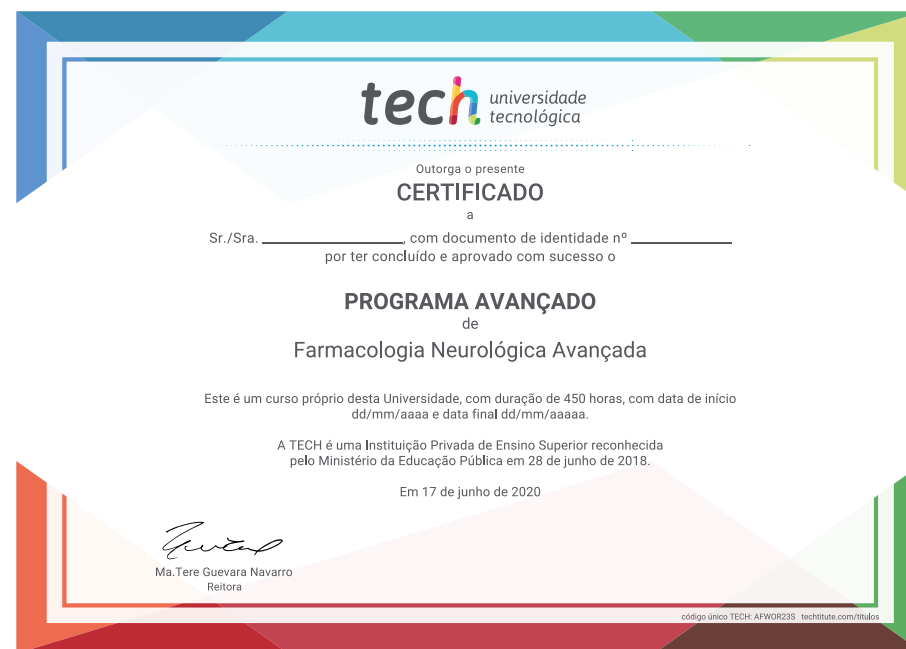 tech universidade
tecnológica
Outorga o presente
CERTIFICADO
a
Sr./Sra. ________________, com documento de identidade nº ____________
por ter concluído e aprovado com sucesso o
PROGRAMA AVANÇADO
de
Farmacologia Neurológica Avançada
Este é um curso próprio desta Universidade, com duração de 450 horas, com data de início
dd/mm/aaaa e data final dd/mm/aaaaa.
A TECH é uma Instituição Privada de Ensino Superior reconhecida
pelo Ministério da Educação Pública em 28 de junho de 2018.
Em 17 de junho de 2020
Ma.Tere Guevara Navarro
Reitora
código único TECH: AFWOR23S techtitute.com/titulos